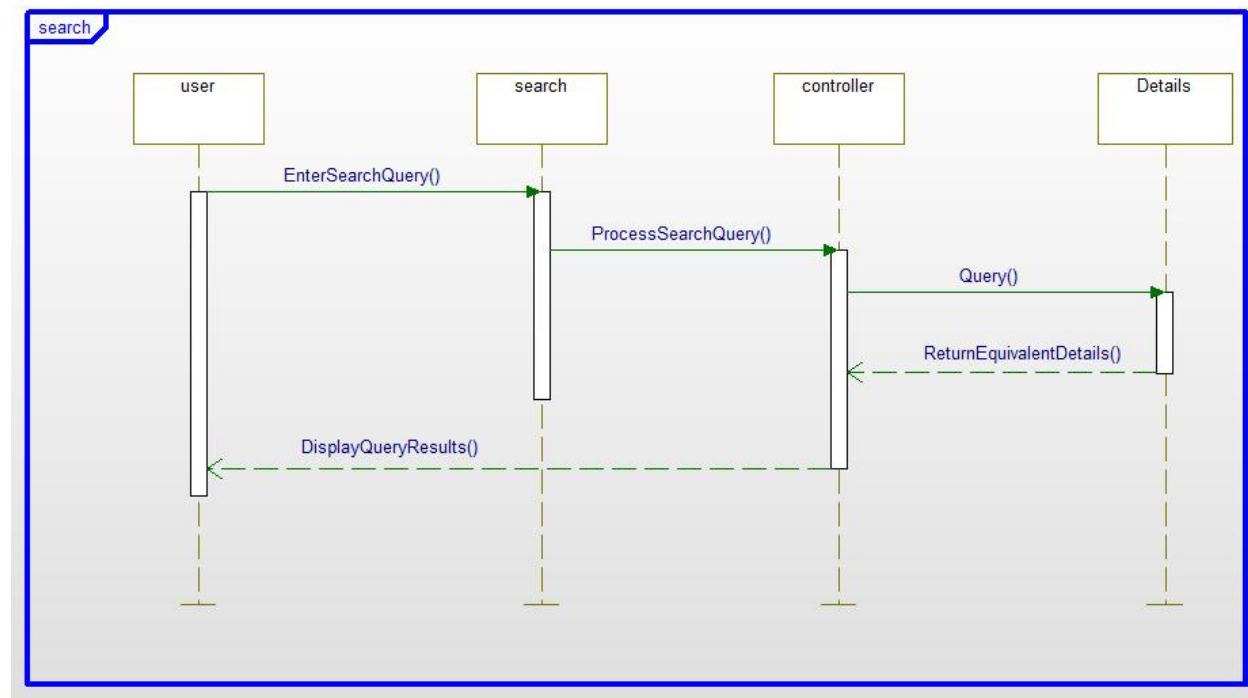 search
user
search
controller
Details
EnterSearchQuery()
ProcessSearchQuery()
Query()
ReturnEquivalentDetails()
DisplayQueryResults()